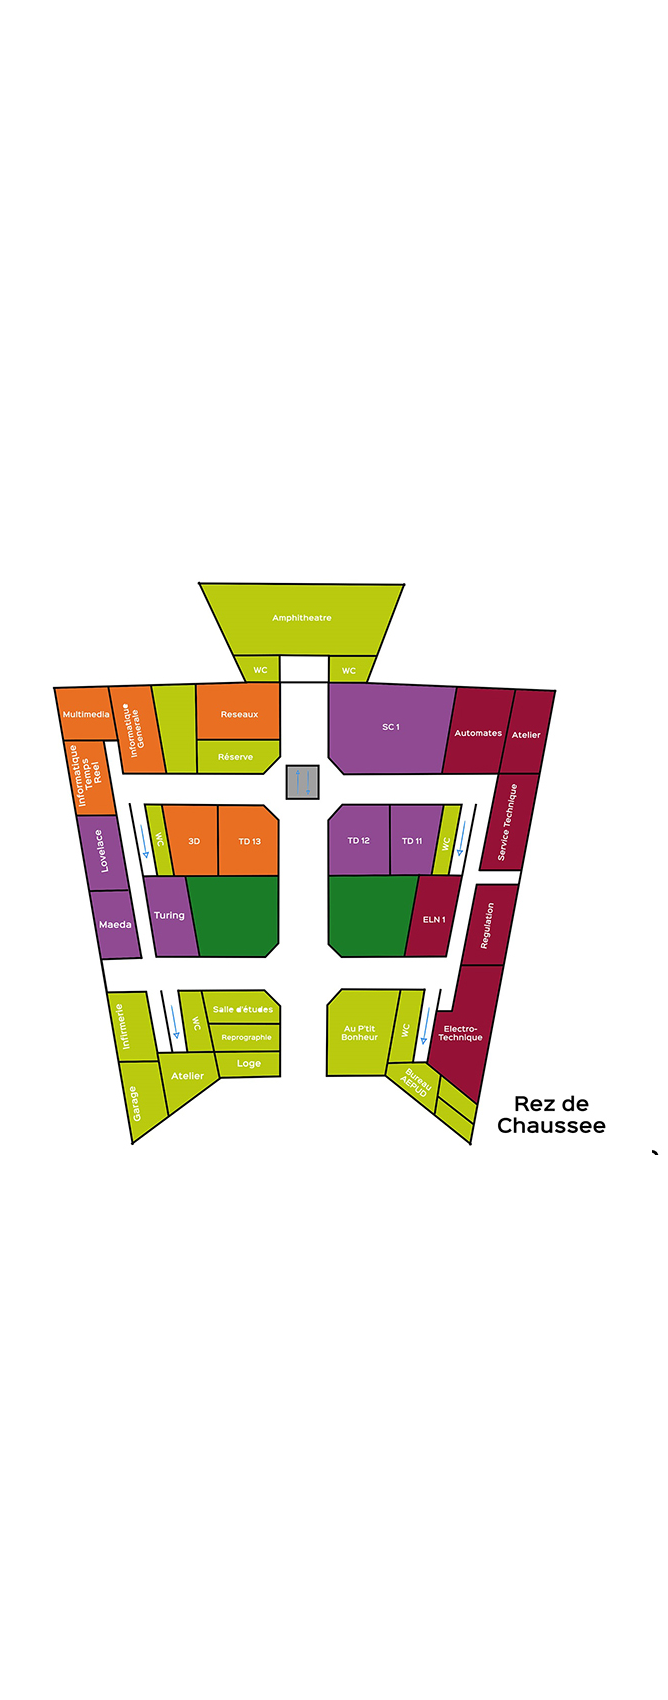 Amphitheatre
WC
WC
Multimedia
Informatique
Generale
Reseaux
Réserve
SC 1
Automates
Atelier
Informatique
Temps
Reel
Service Technique
Lovelace
WC
3D
TD 13
TD 12
TD 11
WC
Maeda
Turing
ELN 1
Regulation
Infirmerie
WC
Salle d'études
Reprographie
Loge
Au P'tit
Bonheur
WC
Electro-
Technique
Garage
Atelier
Bureau
AEPUD
Rez de
Chaussee